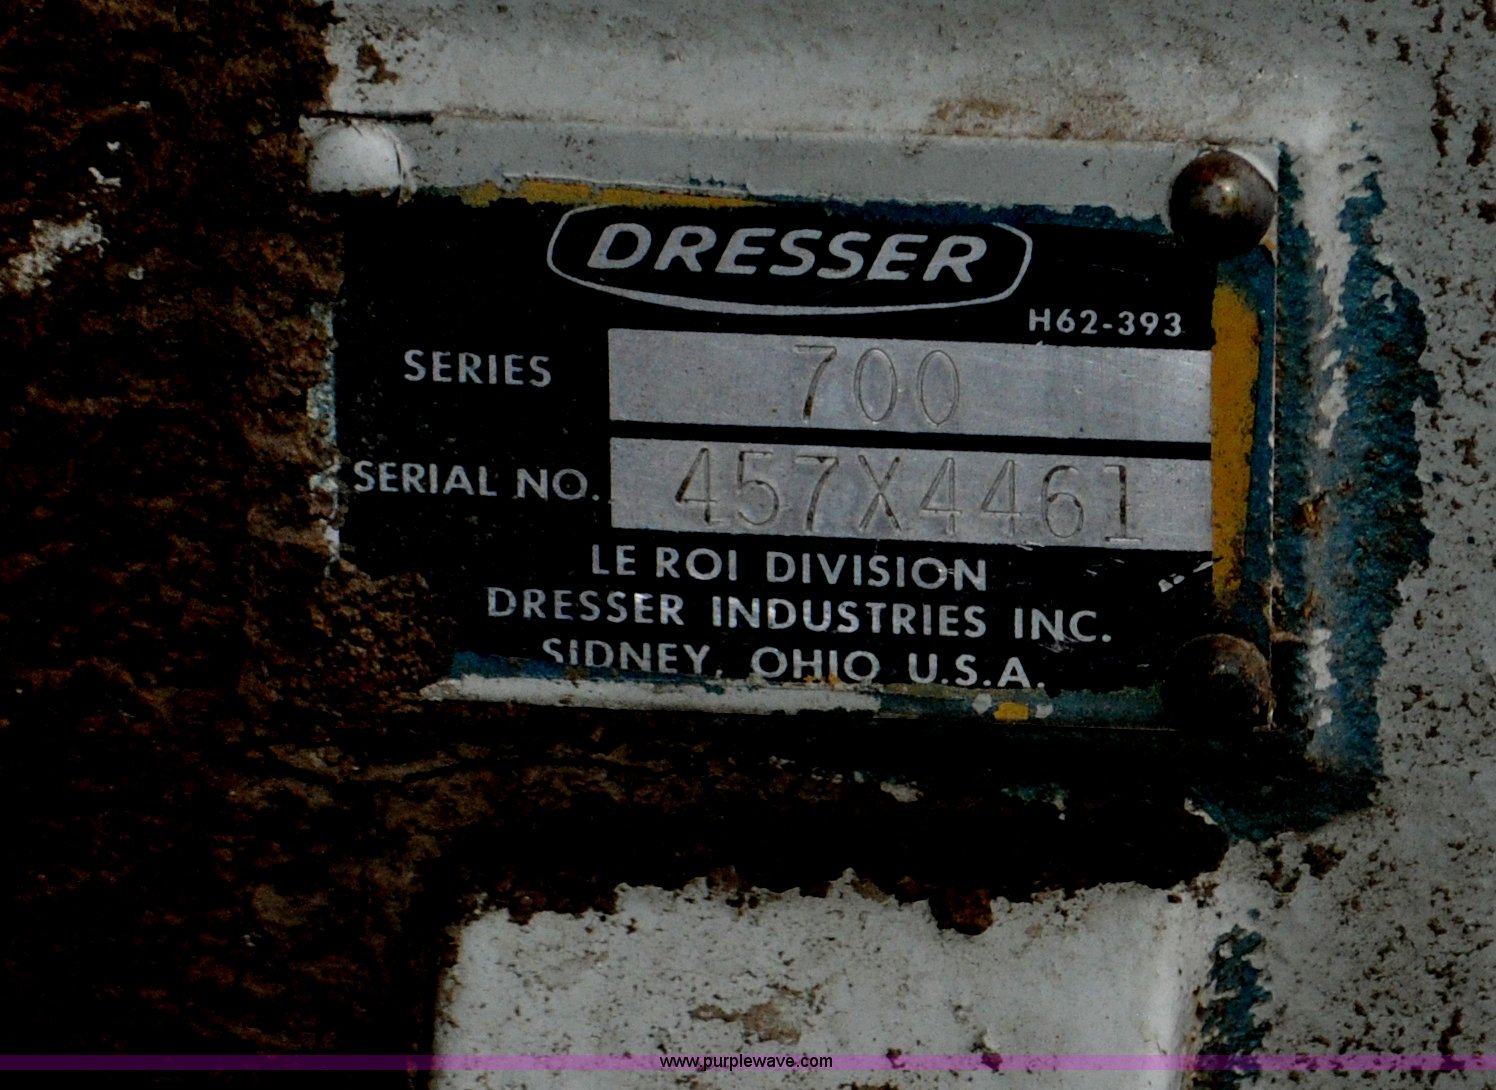 DRESSER
H62-393
SERIES 700
SERIAL NO. 457X4461
LE ROI DIVISION
DRESSER INDUSTRIES INC.
SIDNEY, OHIO U.S.A.
www.purplewave.com